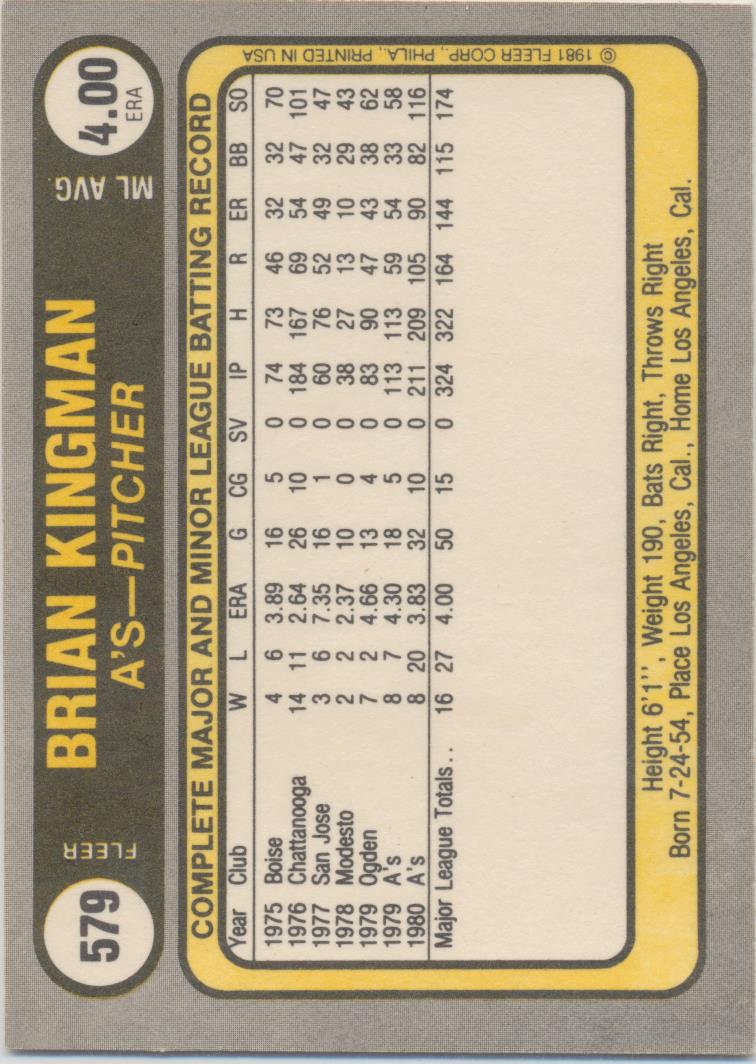 579
FLEER
BRIAN KINGMAN
A'S—PITCHER
ML AVG.
4.00
ERA
COMPLETE MAJOR AND MINOR LEAGUE BATTING RECORD
Year Club W L ERA G CG SV IP H R ER BB SO
1975 Boise 4 6 3.89 16 5 0 74 73 46 32 32 70
1976 Chattanooga 14 11 2.64 26 10 0 184 167 69 54 47 101
1977 San Jose 3 6 7.35 16 1 0 60 76 52 49 32 47
1978 Modesto 2 2 2.37 10 0 0 38 27 13 10 29 43
1979 Ogden 7 2 4.66 13 4 0 83 90 47 43 38 62
1979 A's 8 7 4.30 18 5 0 113 113 59 54 33 58
1980 A's 8 20 3.83 32 10 0 211 209 105 90 82 116
Major League Totals.. 16 27 4.00 50 15 0 324 322 164 144 115 174
Height 6'1'', Weight 190, Bats Right, Throws Right
Born 7-24-54, Place Los Angeles, Cal., Home Los Angeles, Cal.
© 1981 FLEER CORP., PHILA., PRINTED IN USA